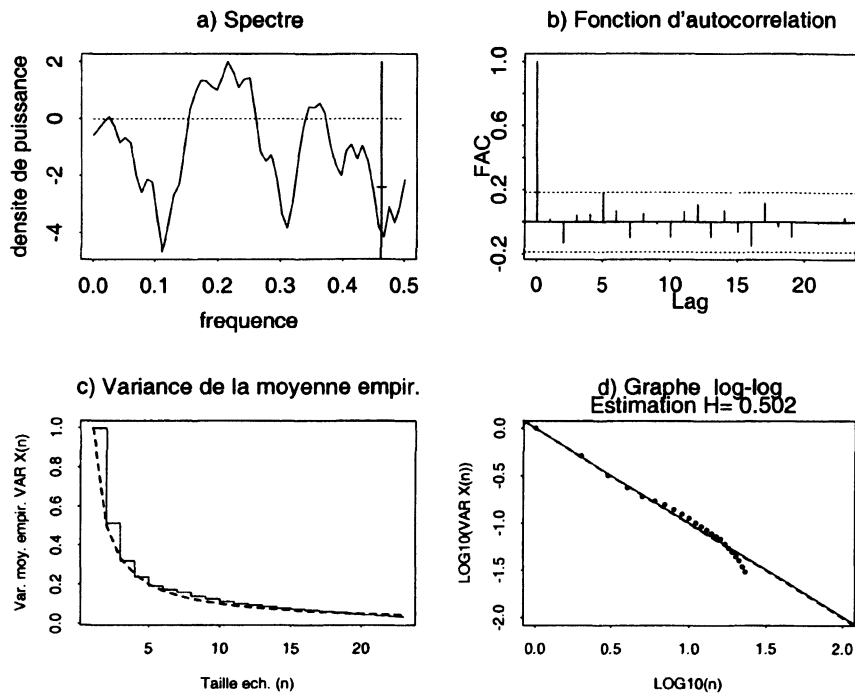 a) Spectre
densite de puissance
2
0
-2
-4
0.0 0.1 0.2 0.3 0.4 0.5
frequence
b) Fonction d'autocorrelation
FAC
1.0
0.6
0.2
-0.2
0 5 10 15 20
Lag
c) Variance de la moyenne empir.
Var. moy. empir. VAR X(n)
1.0
0.8
0.6
0.4
0.2
0.0
5 10 15 20
Taille ech. (n)
d) Graphe log-log
Estimation H= 0.502
LOG10(VAR X(n))
0.0
-0.5
-1.0
-1.5
-2.0
0.0 0.5 1.0 1.5 2.0
LOG10(n)